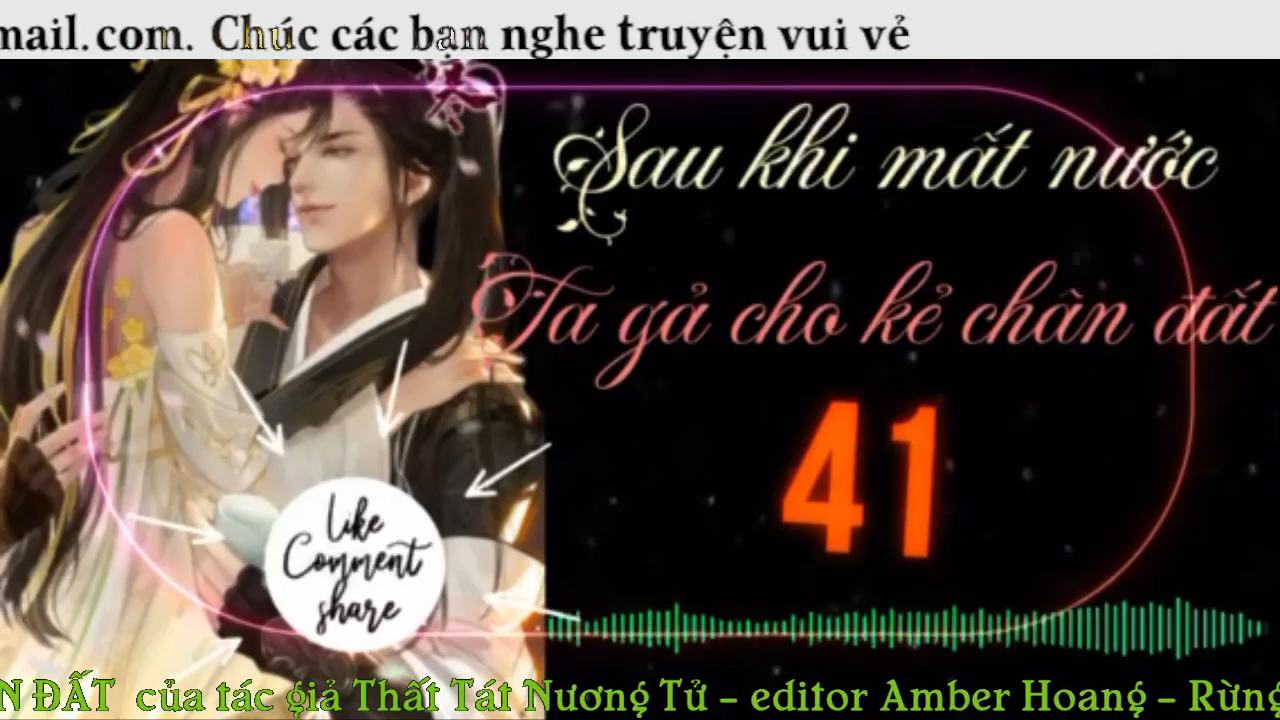 mail.com. Chúc các bạn nghe truyện vui vẻ
Sau khi mất nước
Ta gả cho kẻ chân đất
41
like
Comment
share
N ĐẤT của tác giả Thất Tát Nương Tử – editor Amber Hoang – Rừng